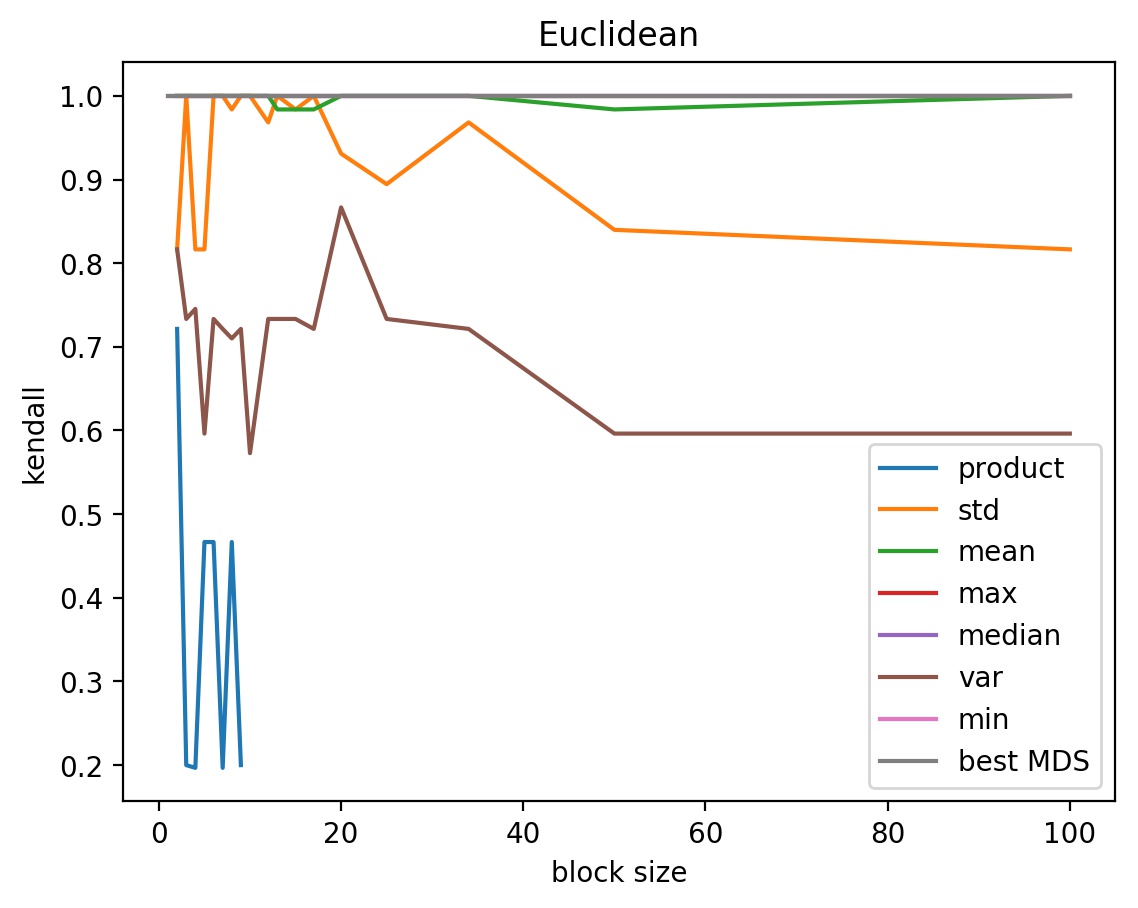 Euclidean
kendall
1.0
0.9
0.8
0.7
0.6
0.5
0.4
0.3
0.2
product
std
mean
max
median
var
min
best MDS
0 20 40 60 80 100
block size